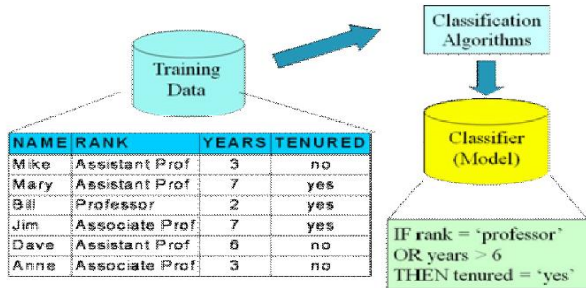 Training
Data
Classification
Algorithms
NAME RANK YEARS TENURED
Mike Assistant Prof 3 no
Mary Assistant Prof 7 yes
Bill Professor 2 yes
Jim Associate Prof 7 yes
Dave Assistant Prof 6 no
Anne Associate Prof 3 no
Classifier
(Model)
IF rank = ‘professor’
OR years > 6
THEN tenured = ‘yes’